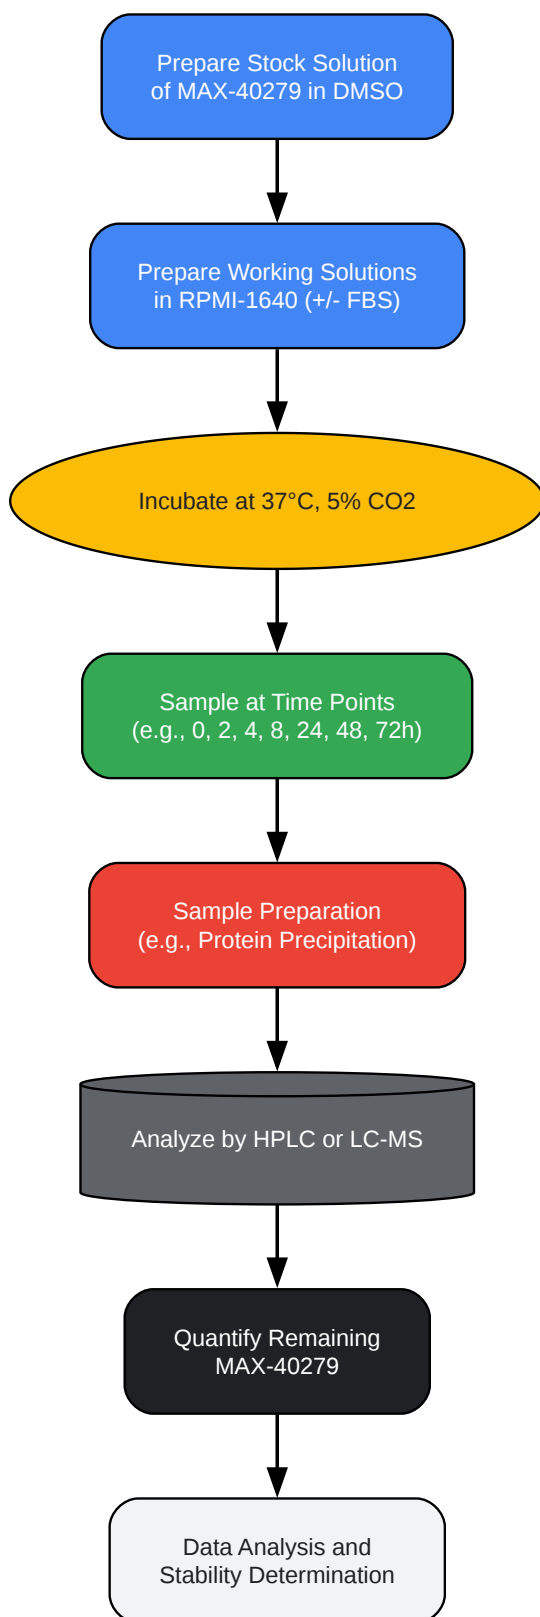 Prepare Stock Solution
of MAX-40279 in DMSO
Prepare Working Solutions
in RPMI-1640 (+/- FBS)
Incubate at 37°C, 5% CO2
Sample at Time Points
(e.g., 0, 2, 4, 8, 24, 48, 72h)
Sample Preparation
(e.g., Protein Precipitation)
Analyze by HPLC or LC-MS
Quantify Remaining
MAX-40279
Data Analysis and
Stability Determination